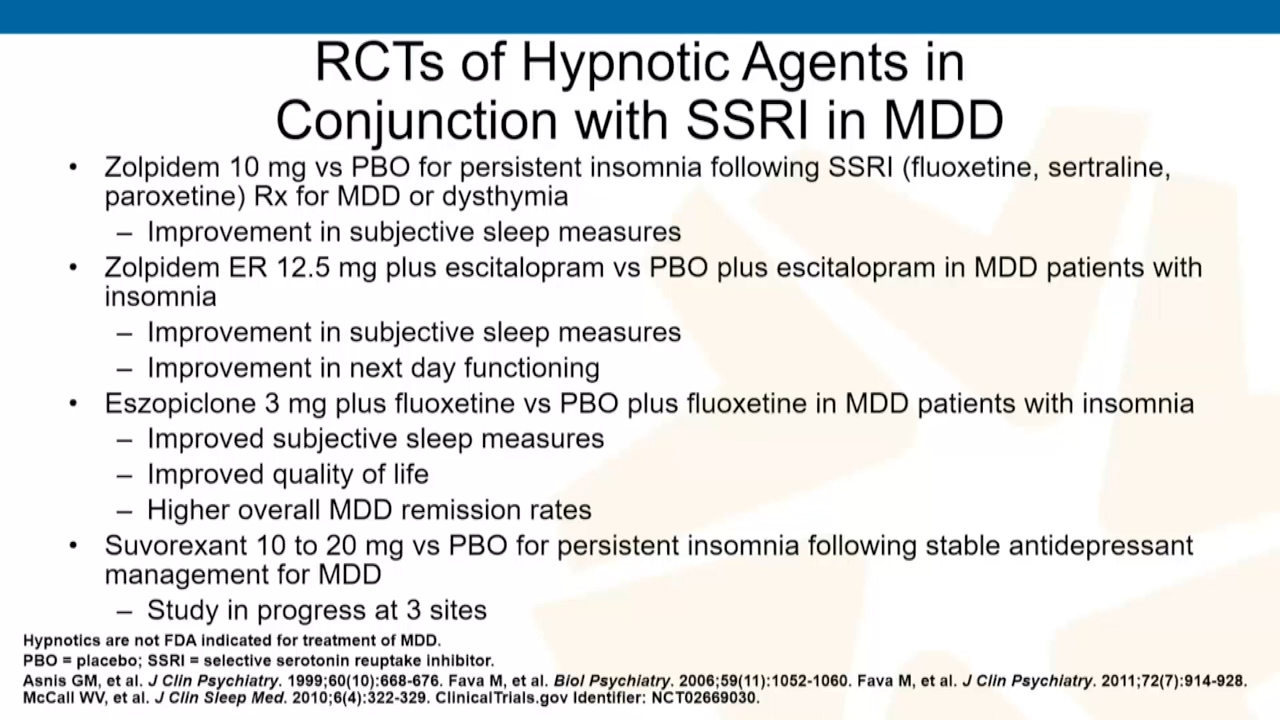 RCTs of Hypnotic Agents in
Conjunction with SSRI in MDD
• Zolpidem 10 mg vs PBO for persistent insomnia following SSRI (fluoxetine, sertraline,
paroxetine) Rx for MDD or dysthymia
– Improvement in subjective sleep measures
• Zolpidem ER 12.5 mg plus escitalopram vs PBO plus escitalopram in MDD patients with
insomnia
– Improvement in subjective sleep measures
– Improvement in next day functioning
• Eszopiclone 3 mg plus fluoxetine vs PBO plus fluoxetine in MDD patients with insomnia
– Improved subjective sleep measures
– Improved quality of life
– Higher overall MDD remission rates
• Suvorexant 10 to 20 mg vs PBO for persistent insomnia following stable antidepressant
management for MDD
– Study in progress at 3 sites
Hypnotics are not FDA indicated for treatment of MDD.
PBO = placebo; SSRI = selective serotonin reuptake inhibitor.
Asnis GM, et al. J Clin Psychiatry. 1999;60(10):668-676. Fava M, et al. Biol Psychiatry. 2006;59(11):1052-1060. Fava M, et al. J Clin Psychiatry. 2011;72(7):914-928.
McCall WV, et al. J Clin Sleep Med. 2010;6(4):322-329. ClinicalTrials.gov Identifier: NCT02669030.